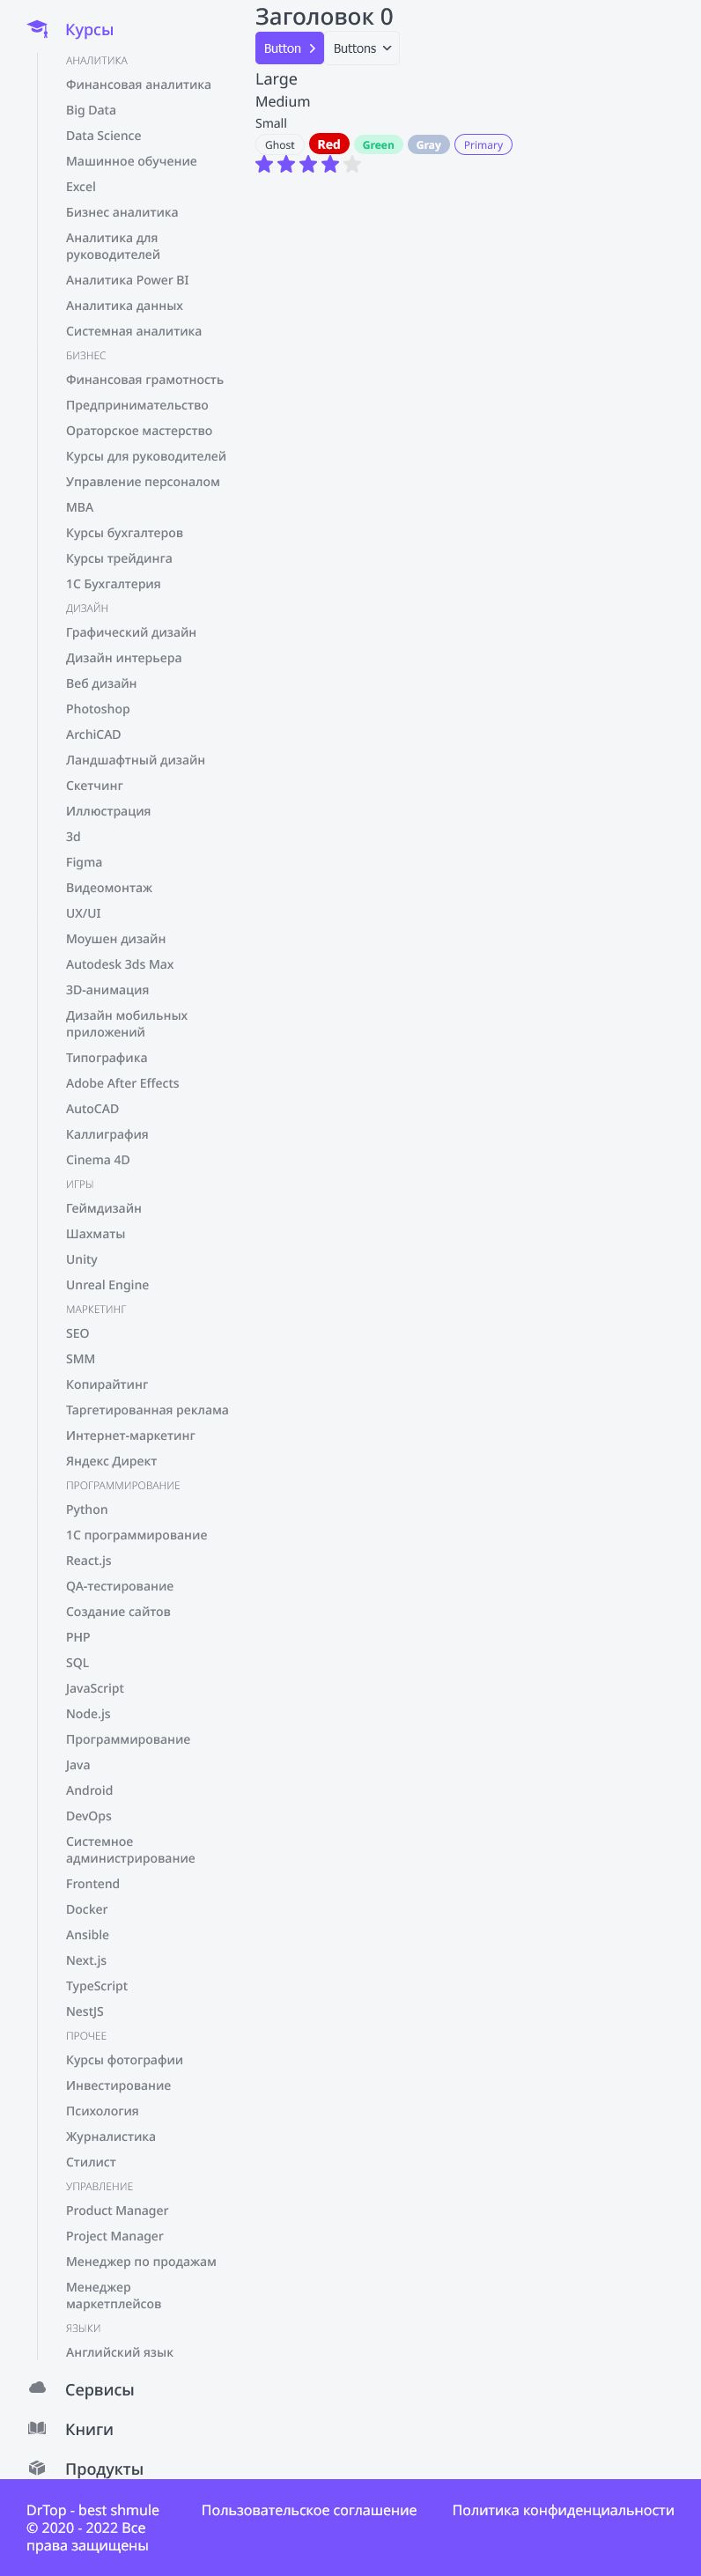 Курсы
АНАЛИТИКА
Финансовая аналитика
Big Data
Data Science
Машинное обучение
Excel
Бизнес аналитика
Аналитика для
руководителей
Аналитика Power BI
Аналитика данных
Системная аналитика
БИЗНЕС
Финансовая грамотность
Предпринимательство
Ораторское мастерство
Курсы для руководителей
Управление персоналом
MBA
Курсы бухгалтеров
Курсы трейдинга
1С Бухгалтерия
ДИЗАЙН
Графический дизайн
Дизайн интерьера
Веб дизайн
Photoshop
ArchiCAD
Ландшафтный дизайн
Скетчинг
Иллюстрация
3d
Figma
Видеомонтаж
UX/UI
Моушен дизайн
Autodesk 3ds Max
3D-анимация
Дизайн мобильных
приложений
Типографика
Adobe After Effects
AutoCAD
Каллиграфия
Cinema 4D
ИГРЫ
Геймдизайн
Шахматы
Unity
Unreal Engine
МАРКЕТИНГ
SEO
SMM
Копирайтинг
Таргетированная реклама
Интернет-маркетинг
Яндекс Директ
ПРОГРАММИРОВАНИЕ
Python
1С программирование
React.js
QA-тестирование
Создание сайтов
PHP
SQL
JavaScript
Node.js
Программирование
Java
Android
DevOps
Системное
администрирование
Frontend
Docker
Ansible
Next.js
TypeScript
NestJS
ПРОЧЕЕ
Курсы фотографии
Инвестирование
Психология
Журналистика
Стилист
УПРАВЛЕНИЕ
Product Manager
Project Manager
Менеджер по продажам
Менеджер
маркетплейсов
ЯЗЫКИ
Английский язык
Сервисы
Книги
Продукты
Заголовок 0
Button Buttons
Large
Medium
Small
Ghost Red Green Gray Primary
DrTop - best shmule
© 2020 - 2022 Все
права защищены
Пользовательское соглашение
Политика конфиденциальности